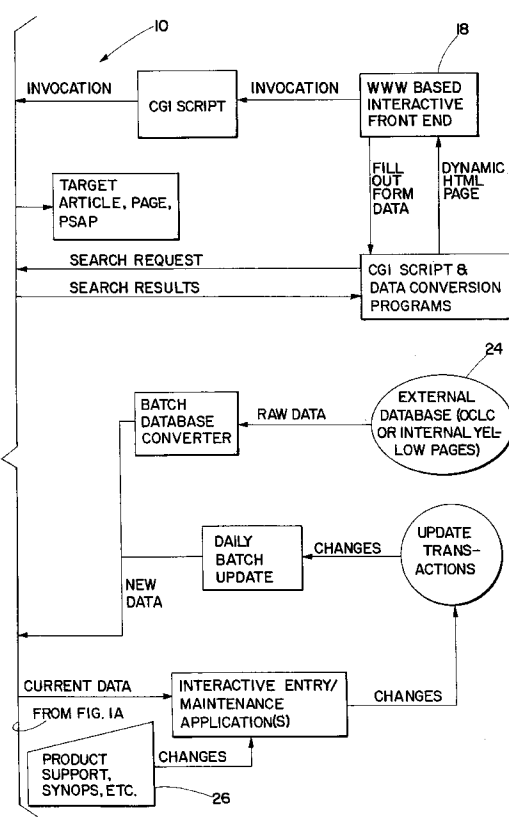 10
18
INVOCATION
CGI SCRIPT
INVOCATION
WWW BASED
INTERACTIVE
FRONT END
TARGET
ARTICLE, PAGE,
PSAP
FILL
OUT
FORM
DATA
DYNAMIC
HTML
PAGE
SEARCH REQUEST
SEARCH RESULTS
CGI SCRIPT &
DATA CONVERSION
PROGRAMS
24
BATCH
DATABASE
CONVERTER
RAW DATA
EXTERNAL
DATABASE (OCLC
OR INTERNAL YEL-
LOW PAGES)
DAILY
BATCH
UPDATE
CHANGES
UPDATE
TRANS-
ACTIONS
NEW
DATA
CURRENT DATA
FROM FIG. 1A
INTERACTIVE ENTRY/
MAINTENANCE
APPLICATION(S)
CHANGES
PRODUCT
SUPPORT,
SYNOPS, ETC.
CHANGES
26